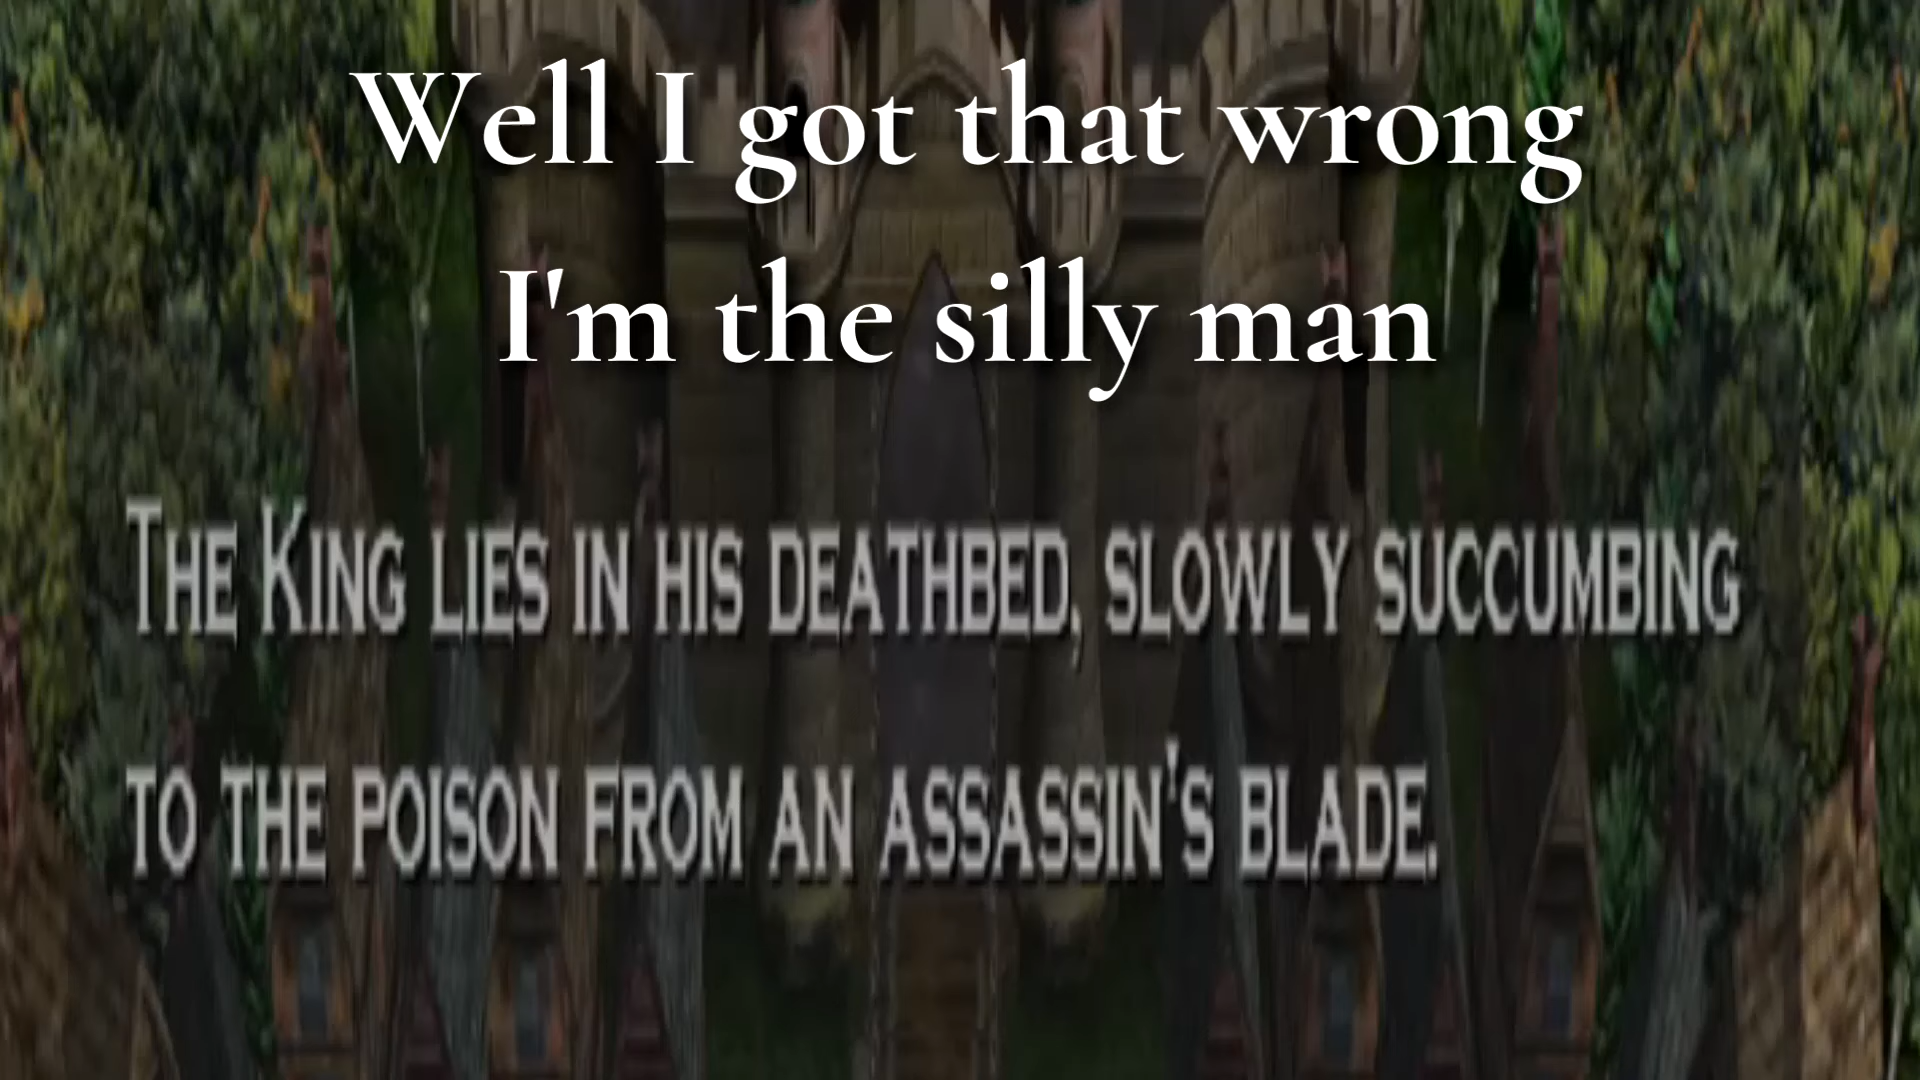 Well I got that wrong
I'm the silly man
The King lies in his deathbed, slowly succumbing
to the poison from an assassin's blade.